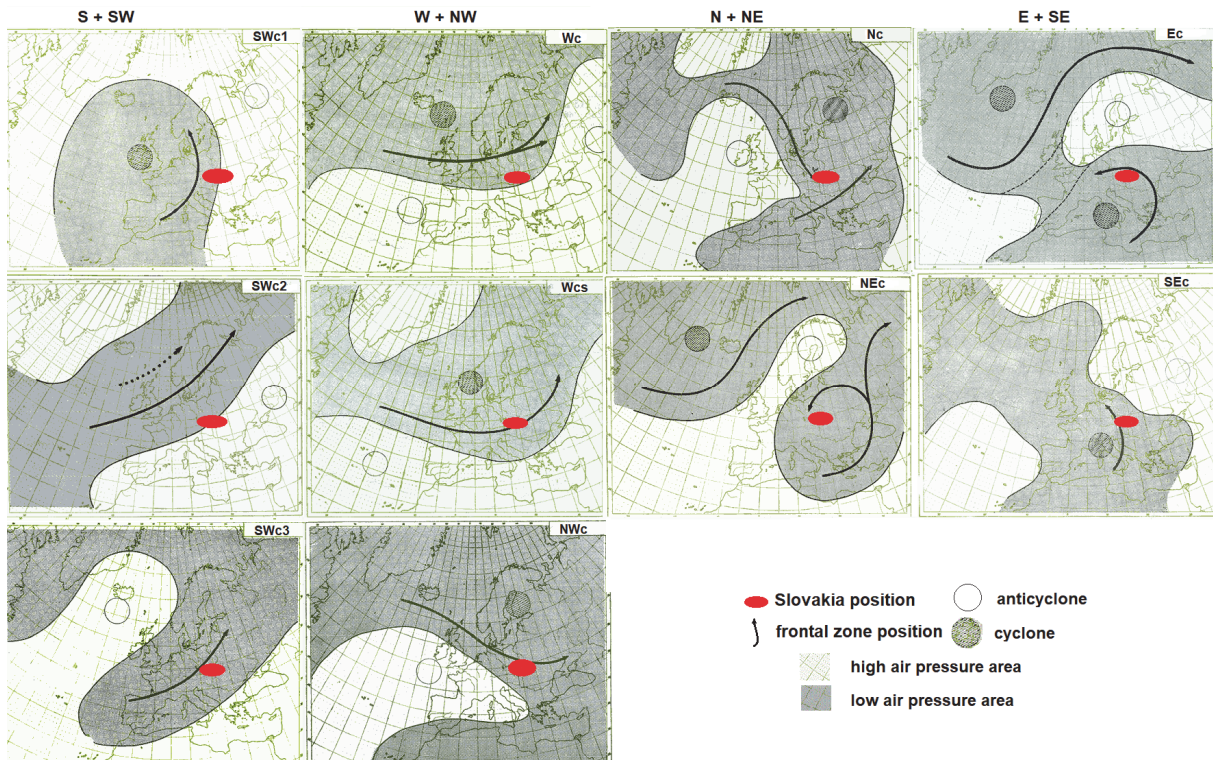 S + SW
W + NW
N + NE
E + SE
SWc1
Wc
Nc
Ec
SWc2
Wcs
NEc
SEc
SWc3
NWc
Slovakia position
anticyclone
frontal zone position
cyclone
high air pressure area
low air pressure area